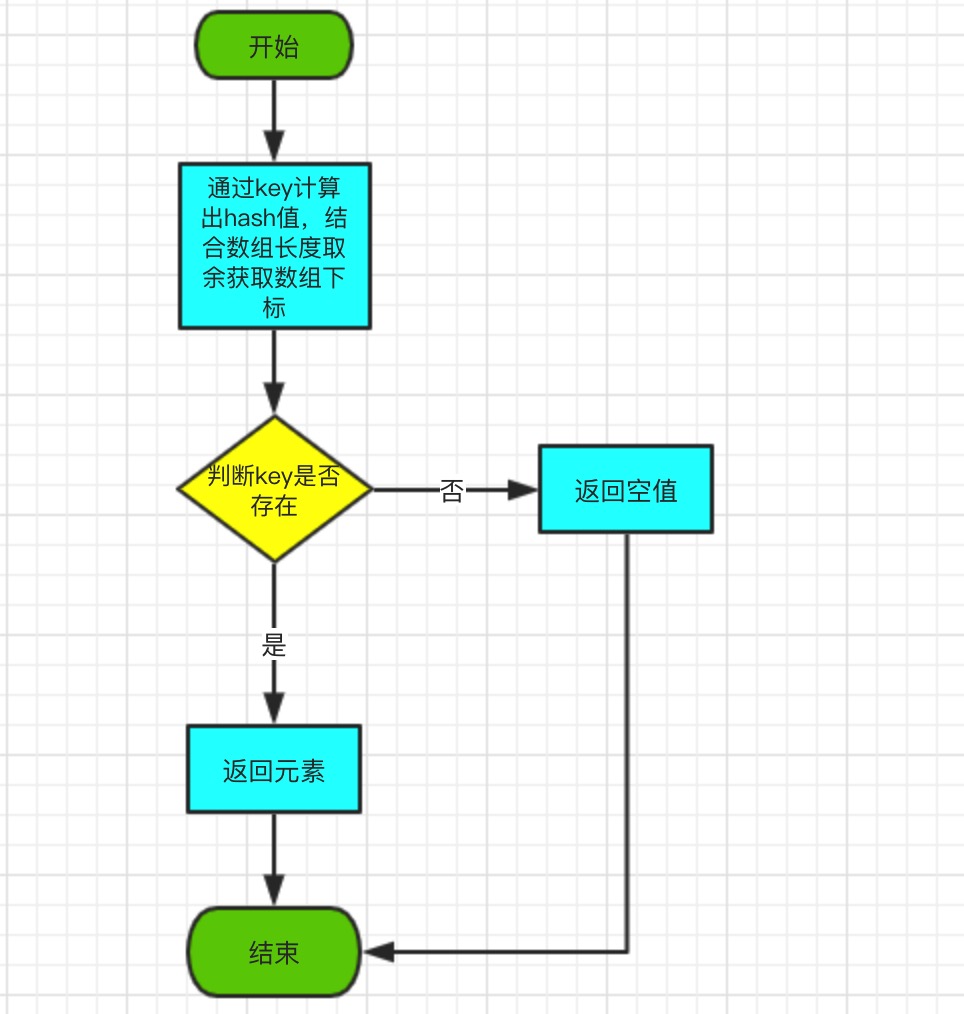 开始
通过key计算
出hash值，结
合数组长度取
余获取数组下
标
判断key是否
存在
否
返回空值
是
返回元素
结束